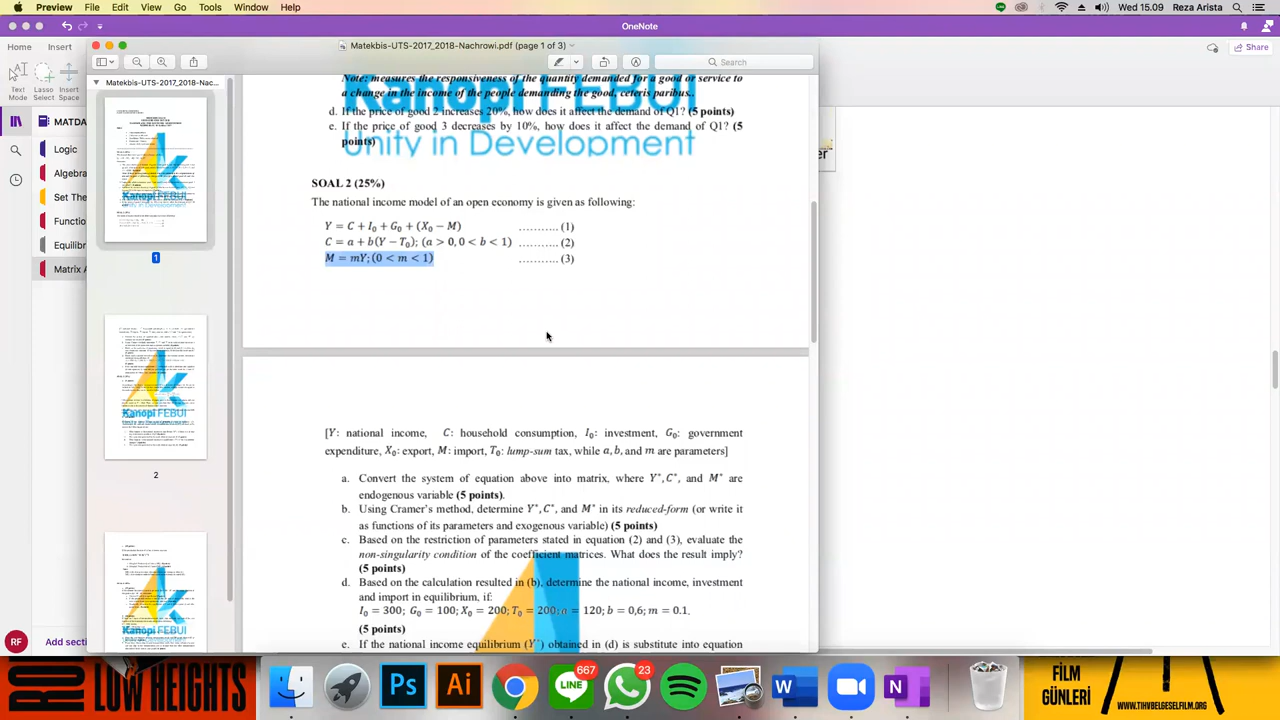 Preview File Edit View Go Tools Window Help
Wed 15.09 Reza Arista
OneNote
Home Insert
Share
Text Mode
Lasso Select
Insert Space
Matekbis-UTS-2017_2018-Nachrowi.pdf (page 1 of 3)
Search
Matekbis-UTS-2017_2018-Nac...
MATDA
Logic
Algebra
Set The
Functio
Equilib
Matrix A
Add secti
RF
1
2
Note: measures the responsiveness of the quantity demanded for a good or service to
a change in the income of the people demanding the good, ceteris paribus..
d. If the price of good 2 increases 20%, how does it affect the demand of Q1? (5 points)
e. If the price of good 3 decreases by 10%, how does it affect the demand of Q1? (5
points)
Kanopi FEBUI
Unity in Development
SOAL 2 (25%)
The national income model of an open economy is given as following:
Y = C + I₀ + G₀ + (X₀ − M) .......... (1)
C = a + b(Y − T₀); (a > 0, 0 < b < 1) .......... (2)
M = mY; (0 < m < 1) .......... (3)
[Y: national income. C: household consumption, I₀: investment, G₀: government
expenditure, X₀: export, M: import, T₀: lump-sum tax, while a, b, and m are parameters]
a. Convert the system of equation above into matrix, where Y*, C*, and M* are
endogenous variable (5 points).
b. Using Cramer's method, determine Y*, C*, and M* in its reduced-form (or write it
as functions of its parameters and exogenous variable) (5 points)
c. Based on the restriction of parameters stated in equation (2) and (3), evaluate the
non-singularity condition of the coefficient matrices. What does the result imply?
(5 points)
d. Based on the calculation resulted in (b), determine the national income, investment
and import in equilibrium, if:
I₀ = 300; G₀ = 100; X₀ = 200; T₀ = 200; a = 120; b = 0,6; m = 0.1.
(5 points)
e. If the national income equilibrium (Y*) obtained in (d) is substitute into equation
LOW HEIGHTS
Ps
Ai
LINE
667
23
W
N
FİLM
GÜNLERİ
WWW.TIHVBELGESELFILM.ORG